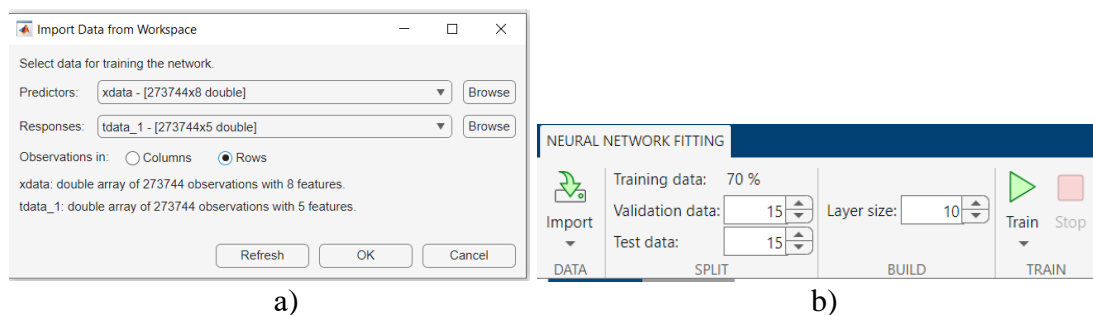 Import Data from Workspace
Select data for training the network.
Predictors: xdata - [273744x8 double] Browse
Responses: tdata_1 - [273744x5 double] Browse
Observations in: Columns Rows
xdata: double array of 273744 observations with 8 features.
tdata_1: double array of 273744 observations with 5 features.
Refresh OK Cancel
a)
NEURAL NETWORK FITTING
Training data: 70 %
Validation data: 15
Test data: 15
Import
Layer size: 10
Train Stop
DATA SPLIT BUILD TRAIN
b)